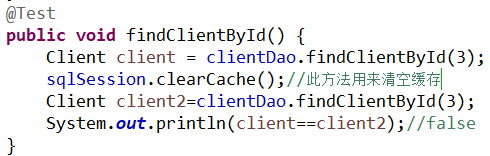 @Test
public void findClientById() {
Client client = clientDao.findClientById(3);
sqlSession.clearCache();//此方法用来清空缓存
Client client2=clientDao.findClientById(3);
System.out.println(client==client2);//false
}